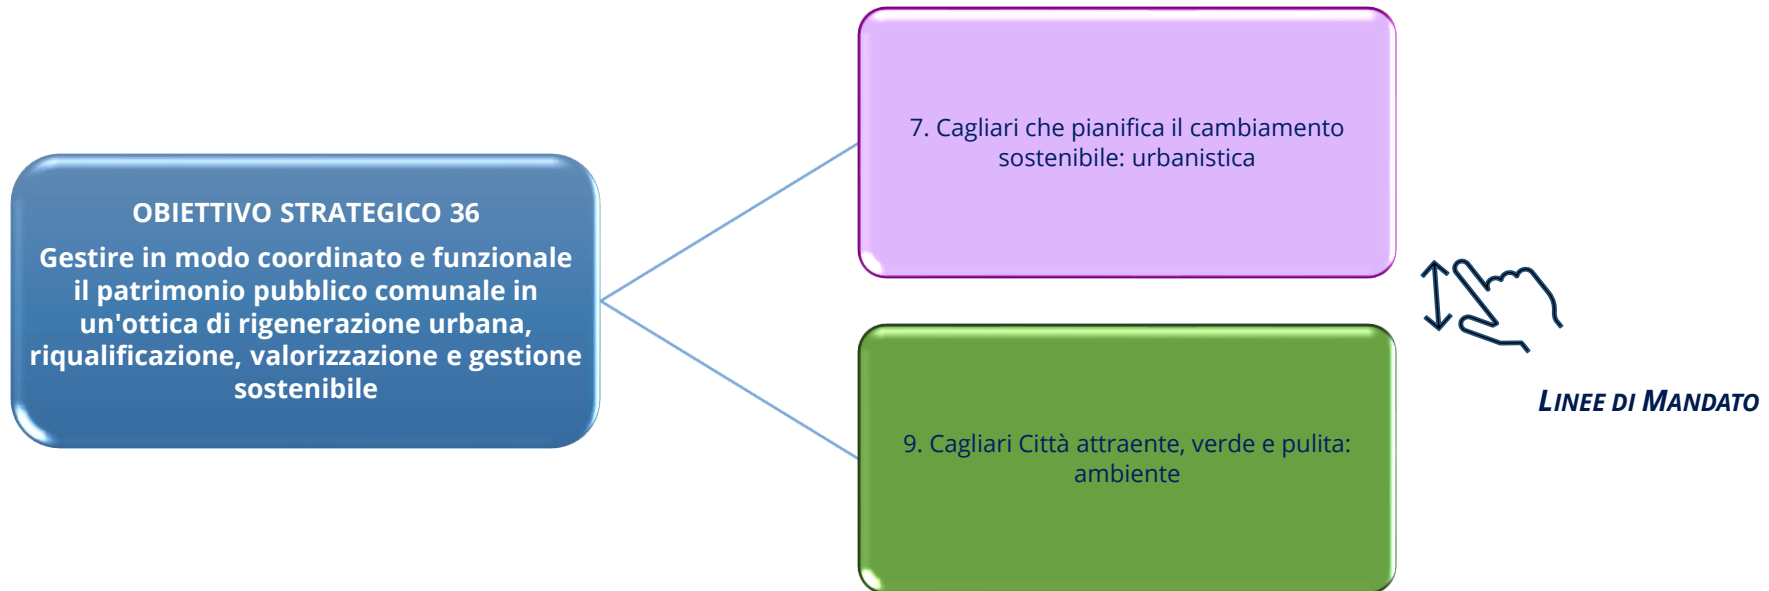 OBIETTIVO STRATEGICO 36
Gestire in modo coordinato e funzionale
il patrimonio pubblico comunale in
un'ottica di rigenerazione urbana,
riqualificazione, valorizzazione e gestione
sostenibile
7. Cagliari che pianifica il cambiamento
sostenibile: urbanistica
9. Cagliari Città attraente, verde e pulita:
ambiente
LINEE DI MANDATO